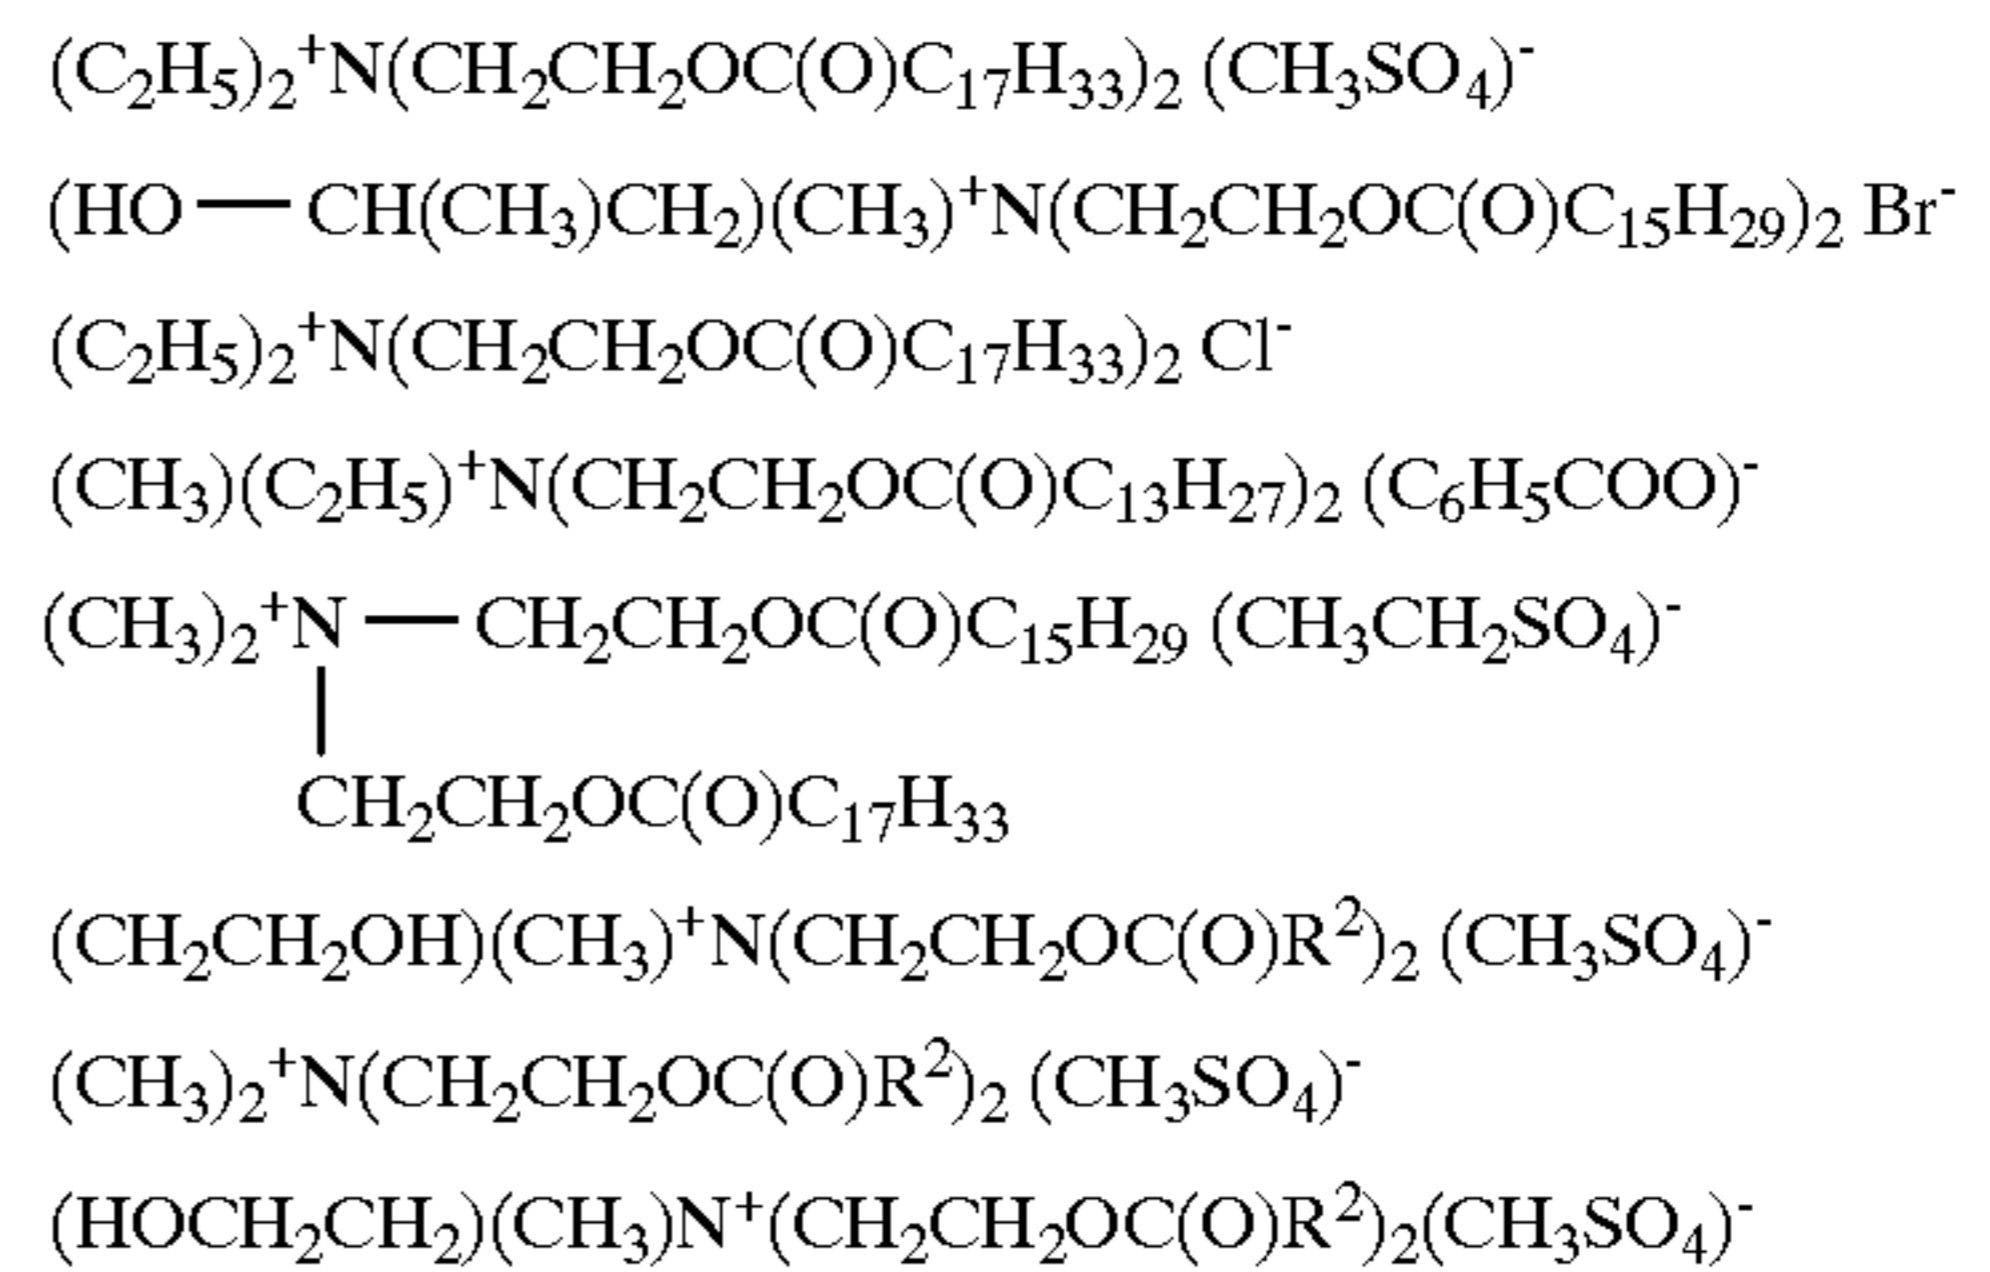 (C₂H₅)₂⁺N(CH₂CH₂OC(O)C₁₇H₃₃)₂ (CH₃SO₄)⁻
(HO—CH(CH₃)CH₂)(CH₃)⁺N(CH₂CH₂OC(O)C₁₅H₂₉)₂ Br⁻
(C₂H₅)₂⁺N(CH₂CH₂OC(O)C₁₇H₃₃)₂ Cl⁻
(CH₃)(C₂H₅)⁺N(CH₂CH₂OC(O)C₁₃H₂₇)₂ (C₆H₅COO)⁻
(CH₃)₂⁺N—CH₂CH₂OC(O)C₁₅H₂₉ (CH₃CH₂SO₄)⁻
CH₂CH₂OC(O)C₁₇H₃₃
(CH₂CH₂OH)(CH₃)⁺N(CH₂CH₂OC(O)R²)₂ (CH₃SO₄)⁻
(CH₃)₂⁺N(CH₂CH₂OC(O)R²)₂ (CH₃SO₄)⁻
(HOCH₂CH₂)(CH₃)N⁺(CH₂CH₂OC(O)R²)₂(CH₃SO₄)⁻